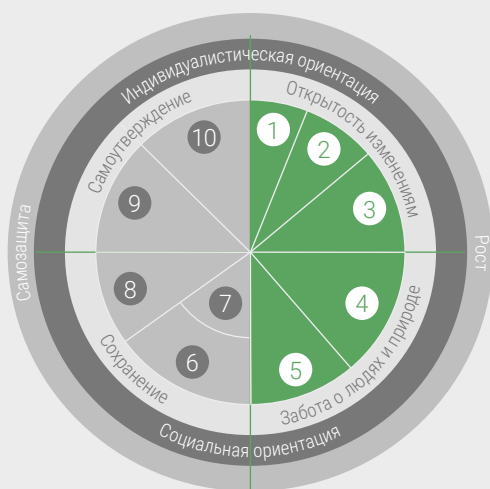 Индивидуалистическая ориентация
Самоутверждение
Открытость изменениям
10
1
2
9
3
Самозащита
Рост
8
7
4
6
5
Сохранение
Забота о людях и природе
Социальная ориентация